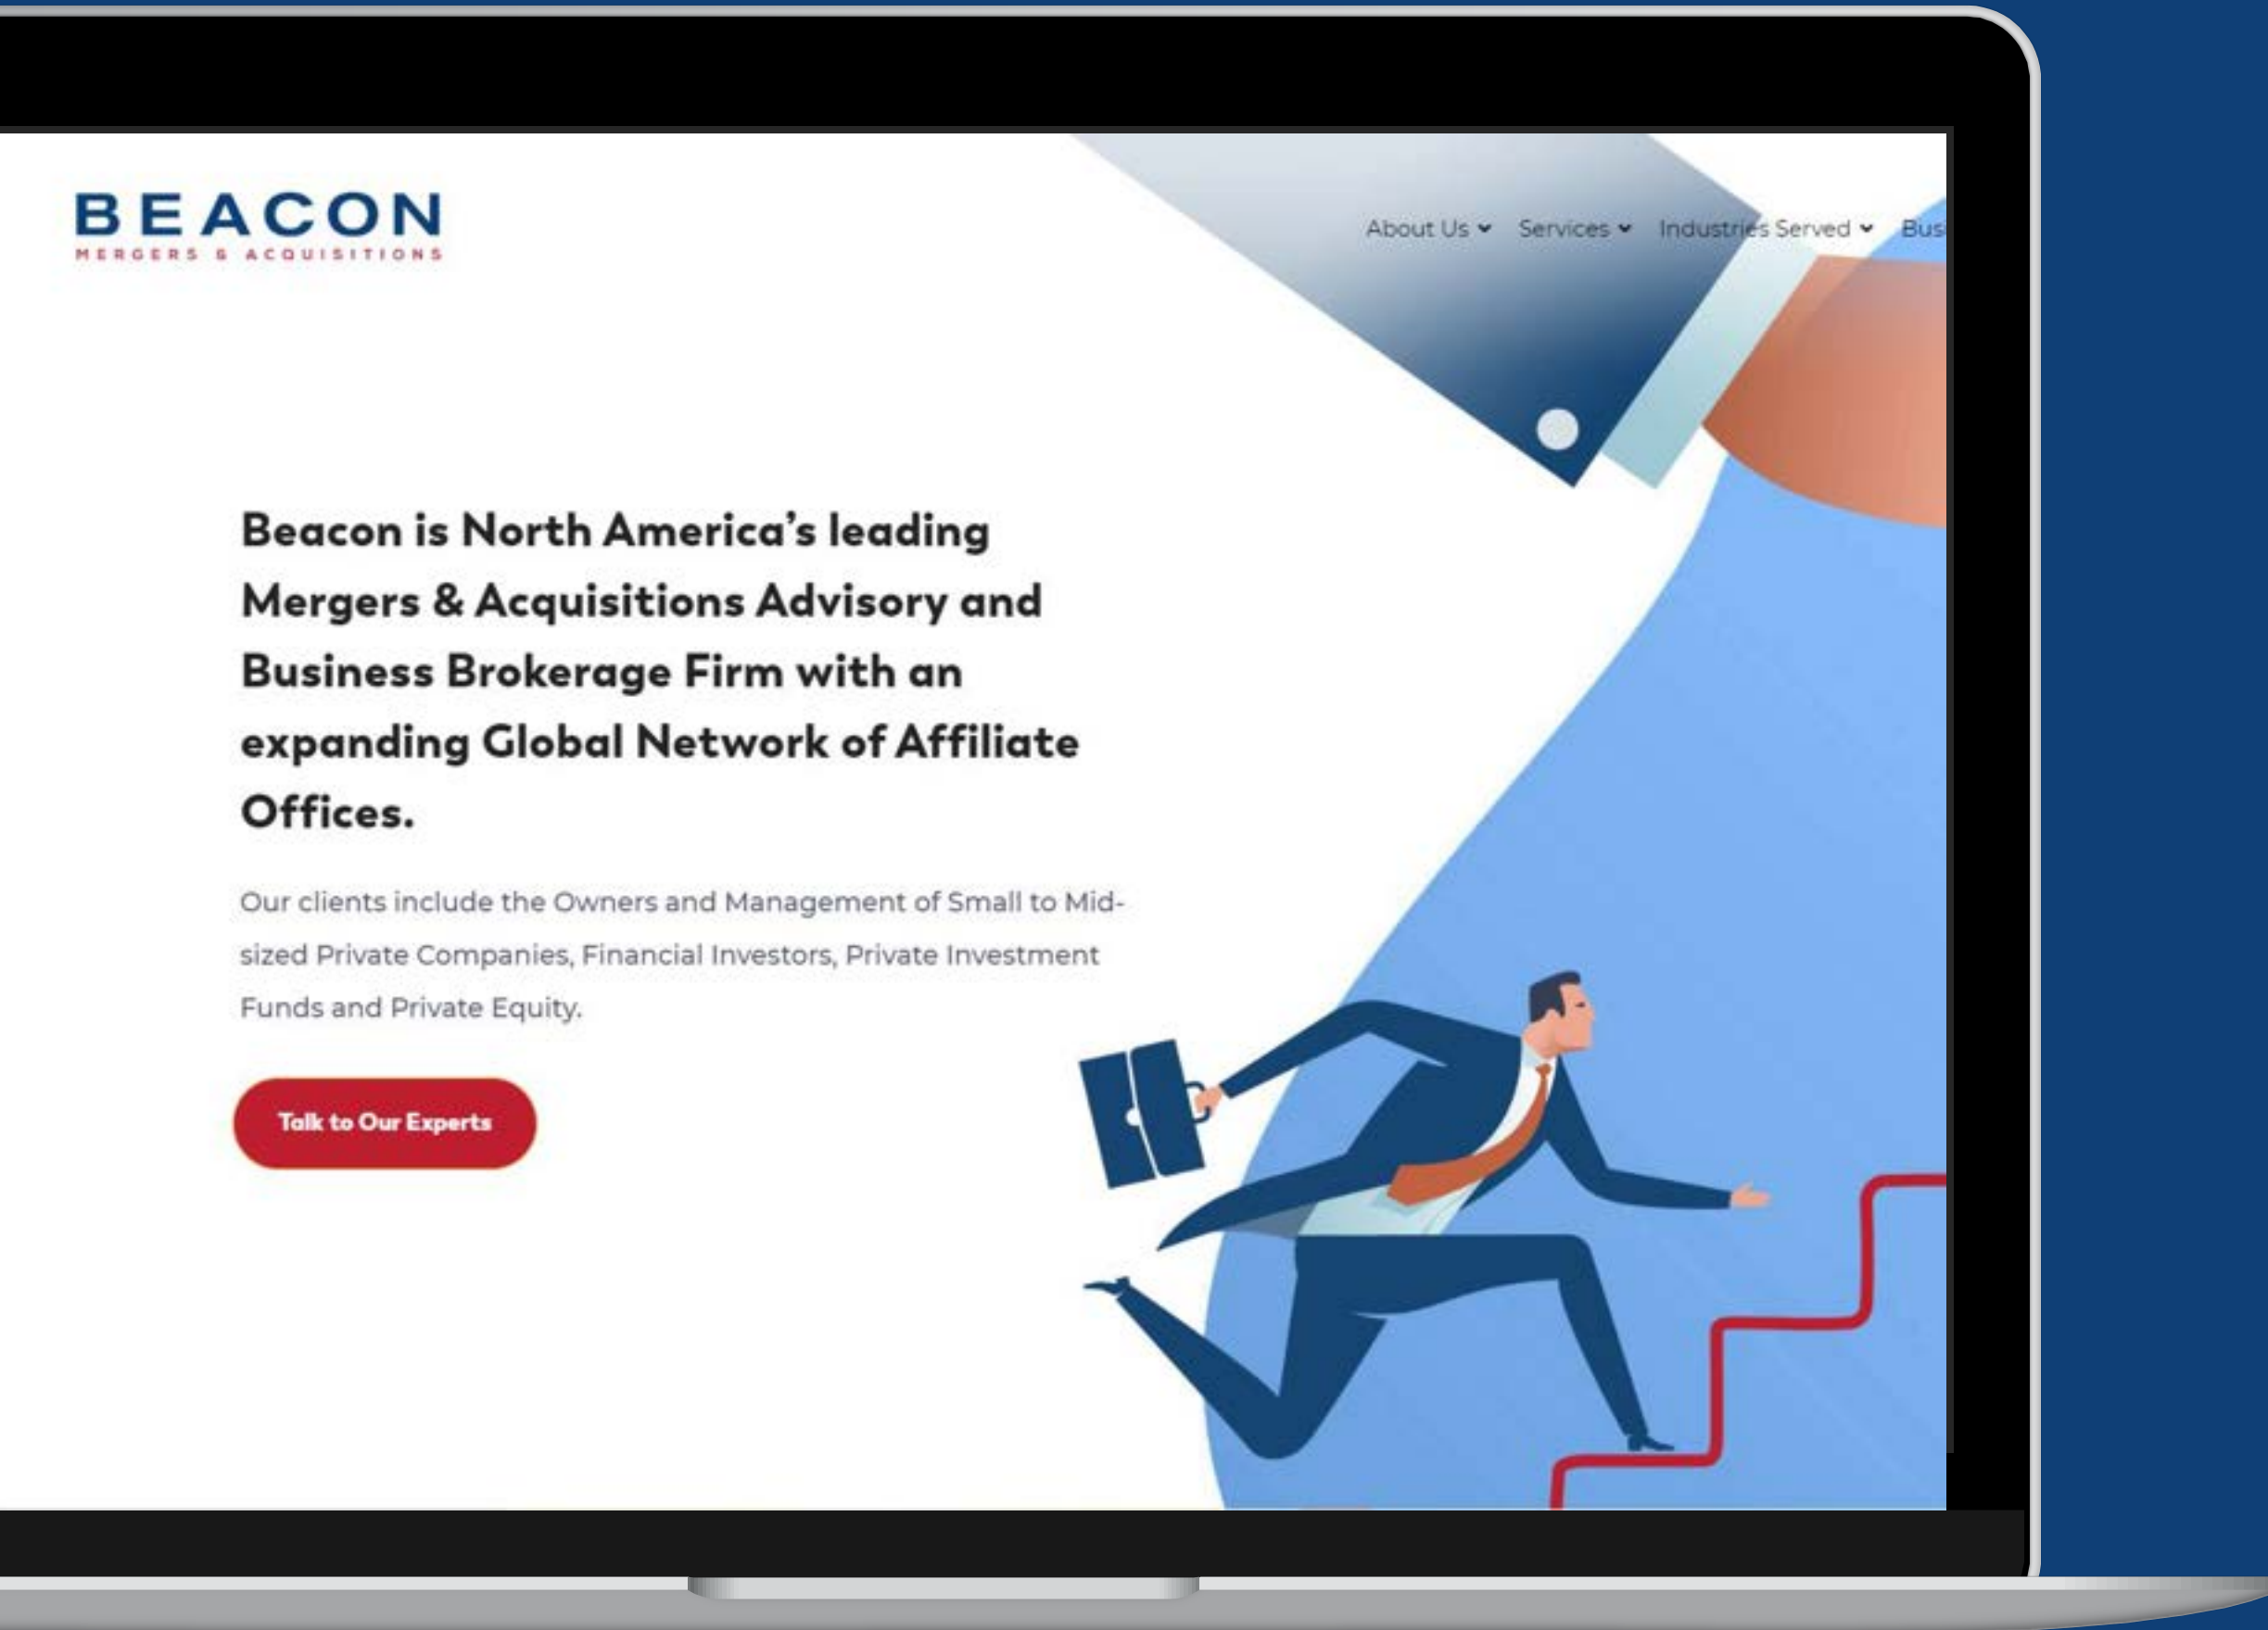 BEACON
MERGERS & ACQUISITIONS
About Us Services Industries Served
Beacon is North America’s leading
Mergers & Acquisitions Advisory and
Business Brokerage Firm with an
expanding Global Network of Affiliate
Offices.
Our clients include the Owners and Management of Small to Mid-
sized Private Companies, Financial Investors, Private Investment
Funds and Private Equity.
Talk to Our Experts